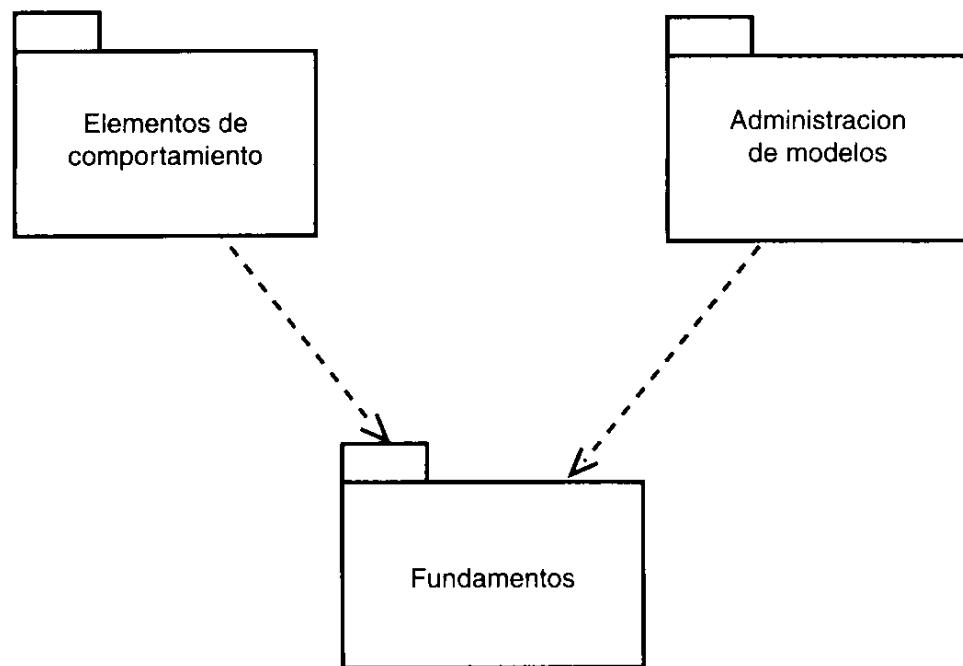 Elementos de
comportamiento
Administracion
de modelos
Fundamentos